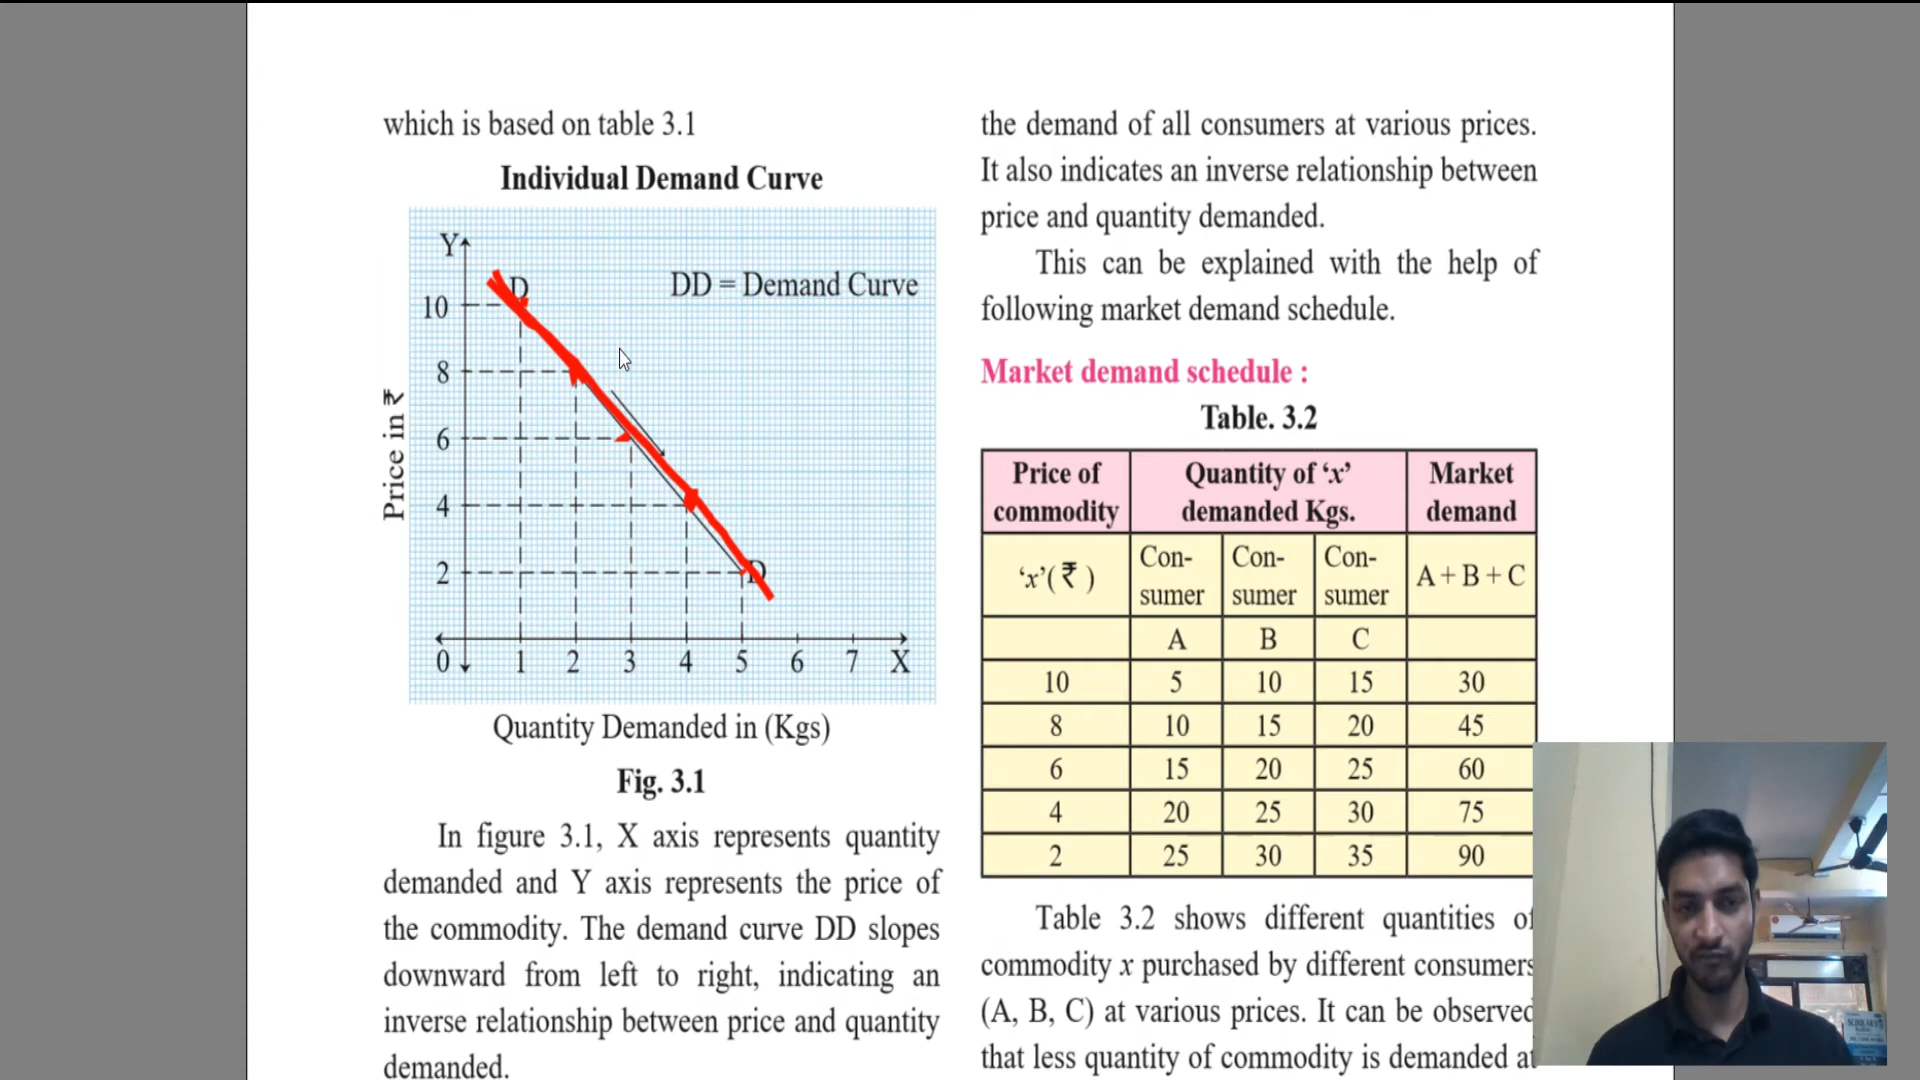 which is based on table 3.1
Individual Demand Curve
Y
D
DD = Demand Curve
10
8
6
4
2
D
Price in ₹
0 1 2 3 4 5 6 7 X
Quantity Demanded in (Kgs)
Fig. 3.1
In figure 3.1, X axis represents quantity
demanded and Y axis represents the price of
the commodity. The demand curve DD slopes
downward from left to right, indicating an
inverse relationship between price and quantity
demanded.
the demand of all consumers at various prices.
It also indicates an inverse relationship between
price and quantity demanded.
This can be explained with the help of
following market demand schedule.
Market demand schedule :
Table. 3.2
Price of Quantity of ‘x’ Market
commodity demanded Kgs. demand
‘x’(₹) Con- Con- Con- A + B + C
sumer sumer sumer
A B C
10 5 10 15 30
8 10 15 20 45
6 15 20 25 60
4 20 25 30 75
2 25 30 35 90
Table 3.2 shows different quantities of
commodity x purchased by different consumers
(A, B, C) at various prices. It can be observed
that less quantity of commodity is demanded at